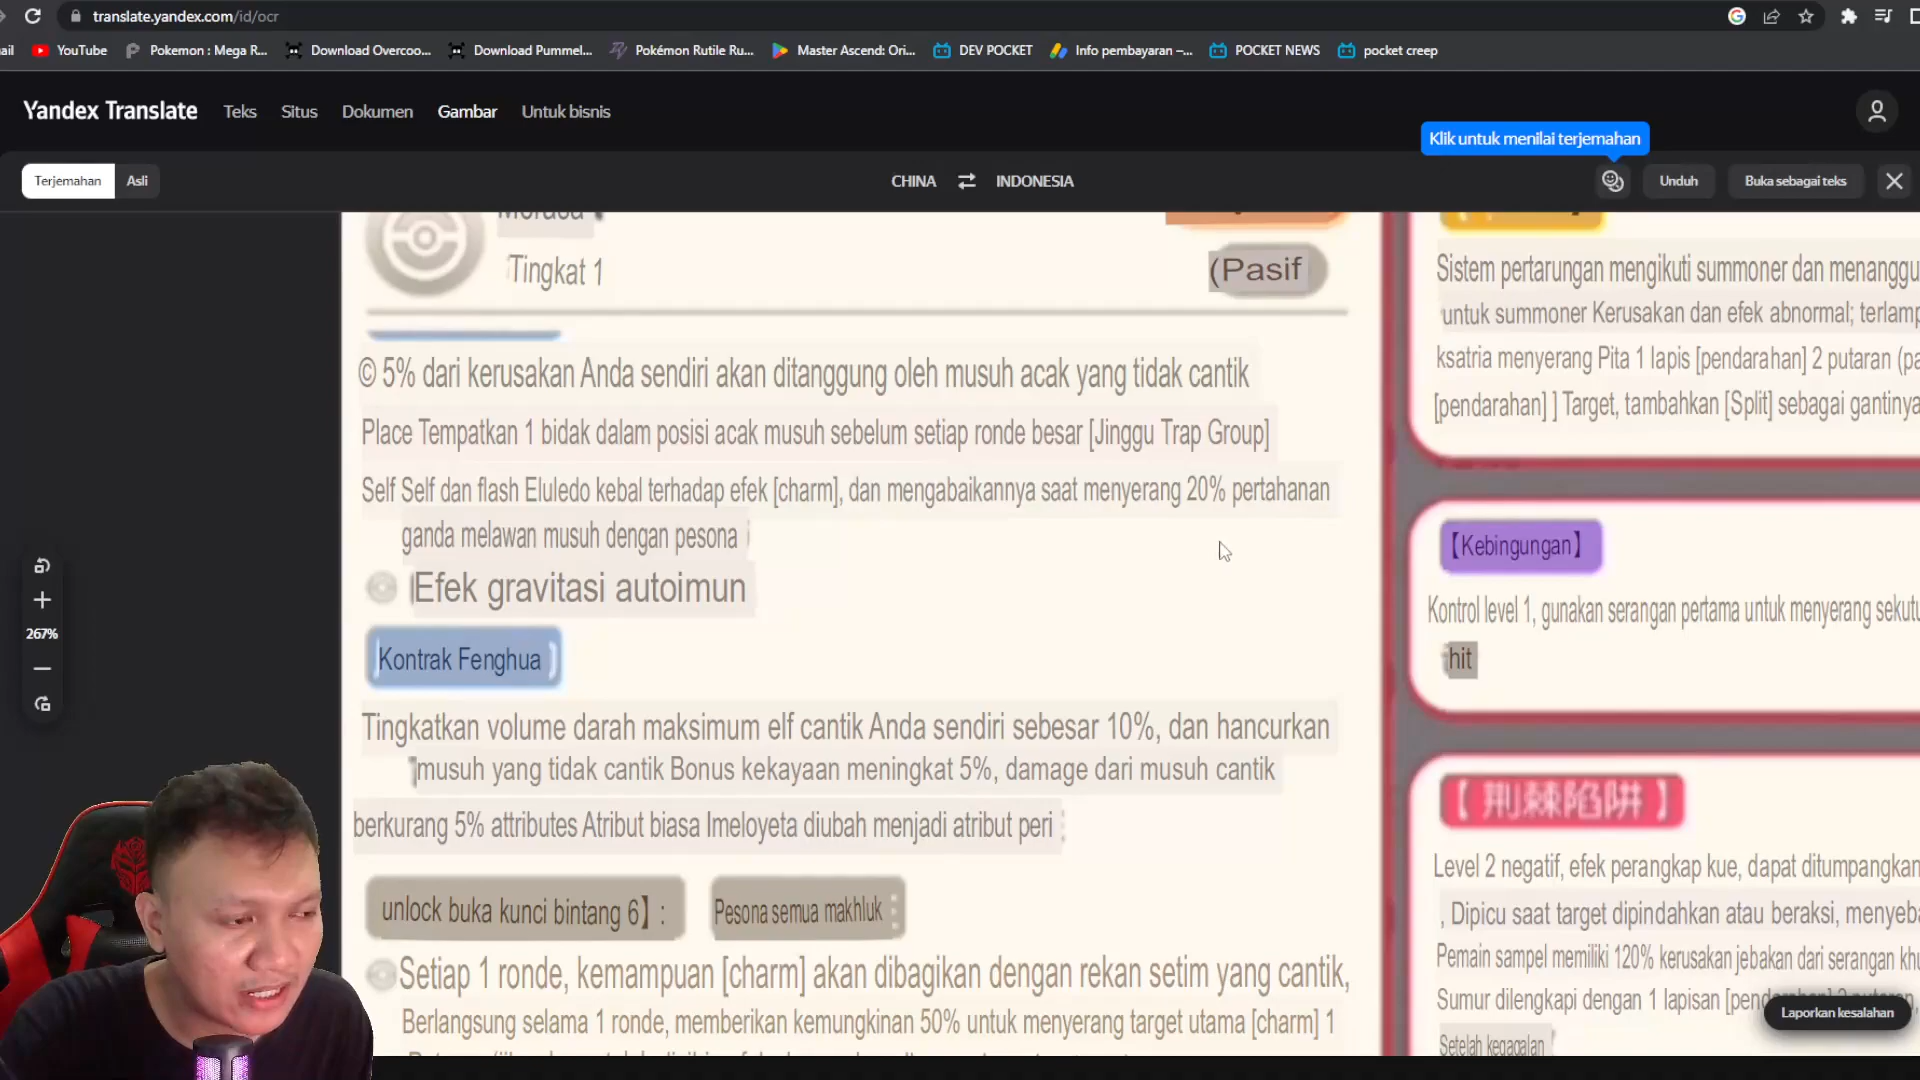 translate.yandex.com/id/ocr
ail
YouTube
Pokemon : Mega R...
Download Overcoo...
Download Pummel...
Pokémon Rutile Ru...
Master Ascend: Ori...
DEV POCKET
Info pembayaran –...
POCKET NEWS
pocket creep
Yandex Translate
Teks
Situs
Dokumen
Gambar
Untuk bisnis
Klik untuk menilai terjemahan
Terjemahan
Asli
CHINA
INDONESIA
Unduh
Buka sebagai teks
Tingkat 1
(Pasif
© 5% dari kerusakan Anda sendiri akan ditanggung oleh musuh acak yang tidak cantik
Place Tempatkan 1 bidak dalam posisi acak musuh sebelum setiap ronde besar [Jinggu Trap Group]
Self Self dan flash Eluledo kebal terhadap efek [charm], dan mengabaikannya saat menyerang 20% pertahanan
ganda melawan musuh dengan pesona
Efek gravitasi autoimun
Kontrak Fenghua
Tingkatkan volume darah maksimum elf cantik Anda sendiri sebesar 10%, dan hancurkan
musuh yang tidak cantik Bonus kekayaan meningkat 5%, damage dari musuh cantik
berkurang 5% attributes Atribut biasa Imeloyeta diubah menjadi atribut peri
unlock buka kunci bintang 6】:
Pesona semua makhluk :
Setiap 1 ronde, kemampuan [charm] akan dibagikan dengan rekan setim yang cantik,
Berlangsung selama 1 ronde, memberikan kemungkinan 50% untuk menyerang target utama [charm] 1
Sistem pertarungan mengikuti summoner dan menanggu
untuk summoner Kerusakan dan efek abnormal; terlamp
ksatria menyerang Pita 1 lapis [pendarahan] 2 putaran (pa
[pendarahan] ] Target, tambahkan [Split] sebagai gantinya
【Kebingungan】
Kontrol level 1, gunakan serangan pertama untuk menyerang sekutu
hit
【荆棘陷阱】
Level 2 negatif, efek perangkap kue, dapat ditumpangkan
, Dipicu saat target dipindahkan atau beraksi, menyeba
Pemain sampel memiliki 120% kerusakan jebakan dari serangan khu
Sumur dilengkapi dengan 1 lapisan
Setelah kegagalan
267%
Laporkan kesalahan